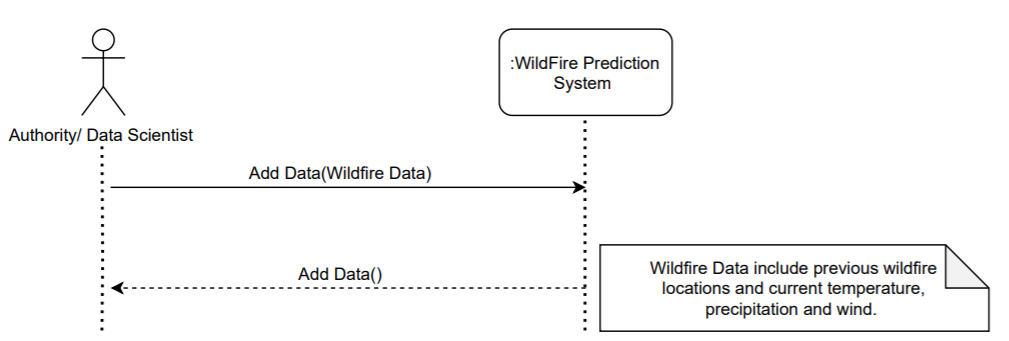 :WildFire Prediction
System
Authority/ Data Scientist
Add Data(Wildfire Data)
Add Data()
Wildfire Data include previous wildfire
locations and current temperature,
precipitation and wind.